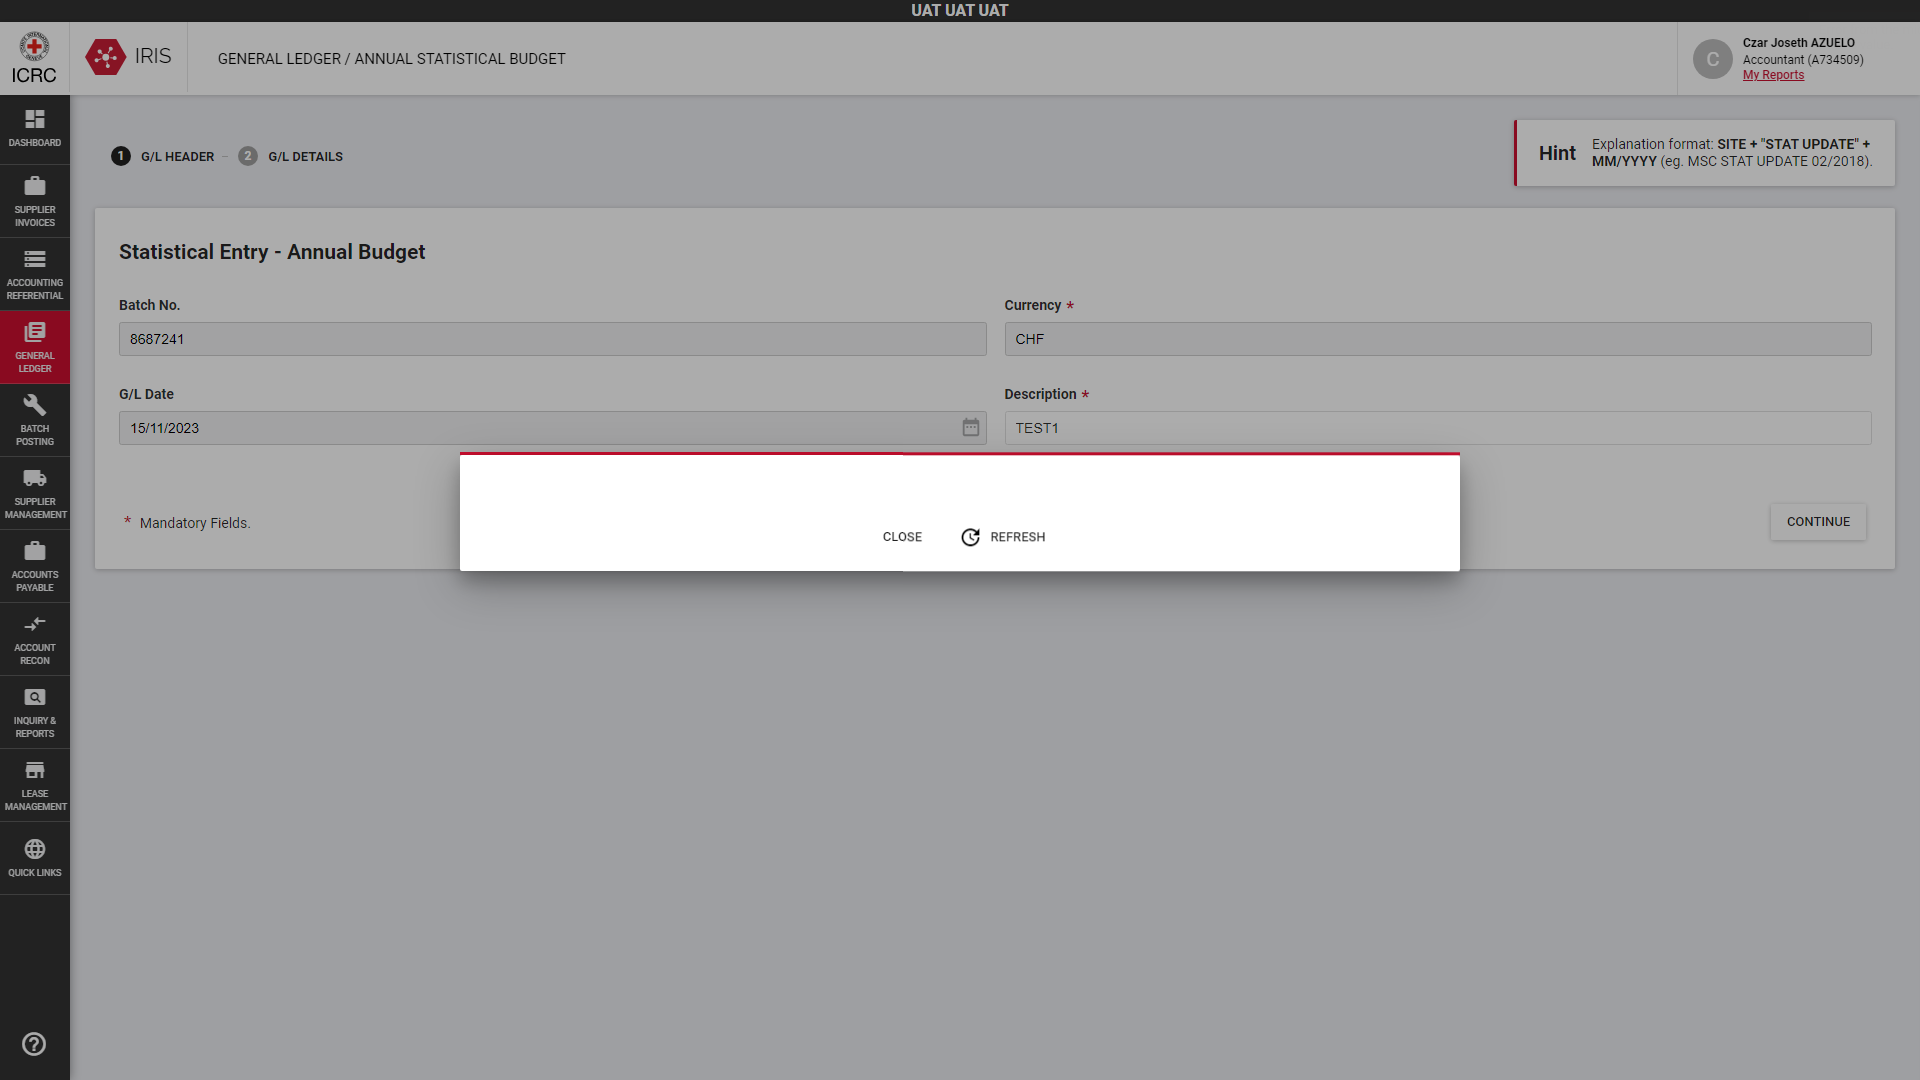 UAT UAT UAT
ICRC
IRIS
GENERAL LEDGER / ANNUAL STATISTICAL BUDGET
C
Czar Joseth AZUELO
Accountant (A734509)
My Reports
DASHBOARD
SUPPLIER
INVOICES
ACCOUNTING
REFERENTIAL
GENERAL
LEDGER
BATCH
POSTING
SUPPLIER
MANAGEMENT
ACCOUNTS
PAYABLE
ACCOUNT
RECON
INQUIRY &
REPORTS
LEASE
MANAGEMENT
QUICK LINKS
1 G/L HEADER – 2 G/L DETAILS
Hint
Explanation format: SITE + "STAT UPDATE" +
MM/YYYY (eg. MSC STAT UPDATE 02/2018).
Statistical Entry - Annual Budget
Batch No.
8687241
Currency *
CHF
G/L Date
15/11/2023
Description *
TEST1
* Mandatory Fields.
CONTINUE
CLOSE
REFRESH